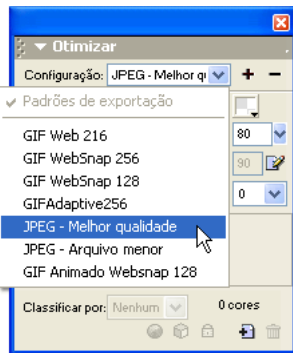 Otimizar
Configuração: JPEG - Melhor q
Padrões de exportação
GIF Web 216
80
GIF WebSnap 256
90
GIF WebSnap 128
GIFAdaptive256
0
JPEG - Melhor qualidade
JPEG - Arquivo menor
GIF Animado Websnap 128
Classificar por: Nenhum 0 cores